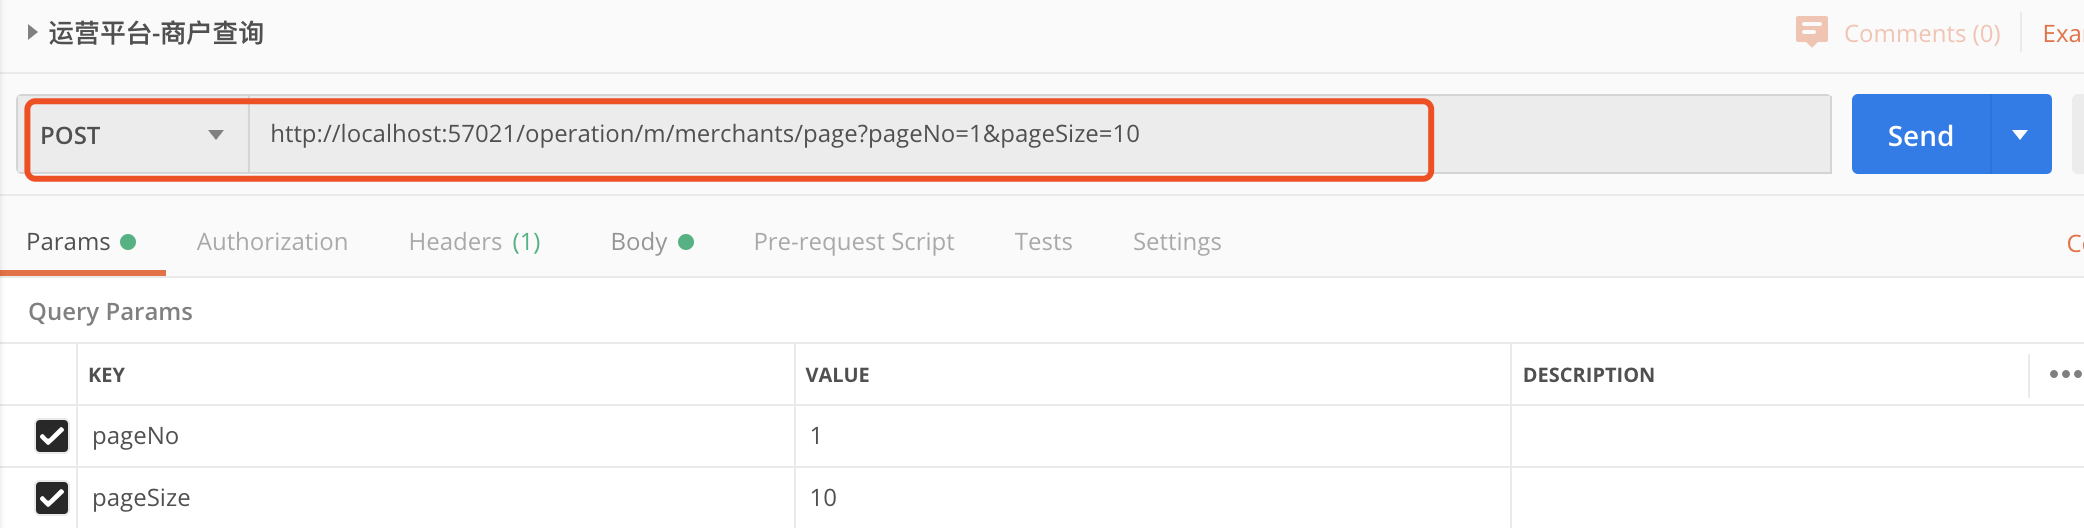 运营平台-商户查询
Comments (0)
POST
http://localhost:57021/operation/m/merchants/page?pageNo=1&pageSize=10
Send
Params
Authorization
Headers (1)
Body
Pre-request Script
Tests
Settings
Query Params
KEY
VALUE
DESCRIPTION
pageNo
1
pageSize
10